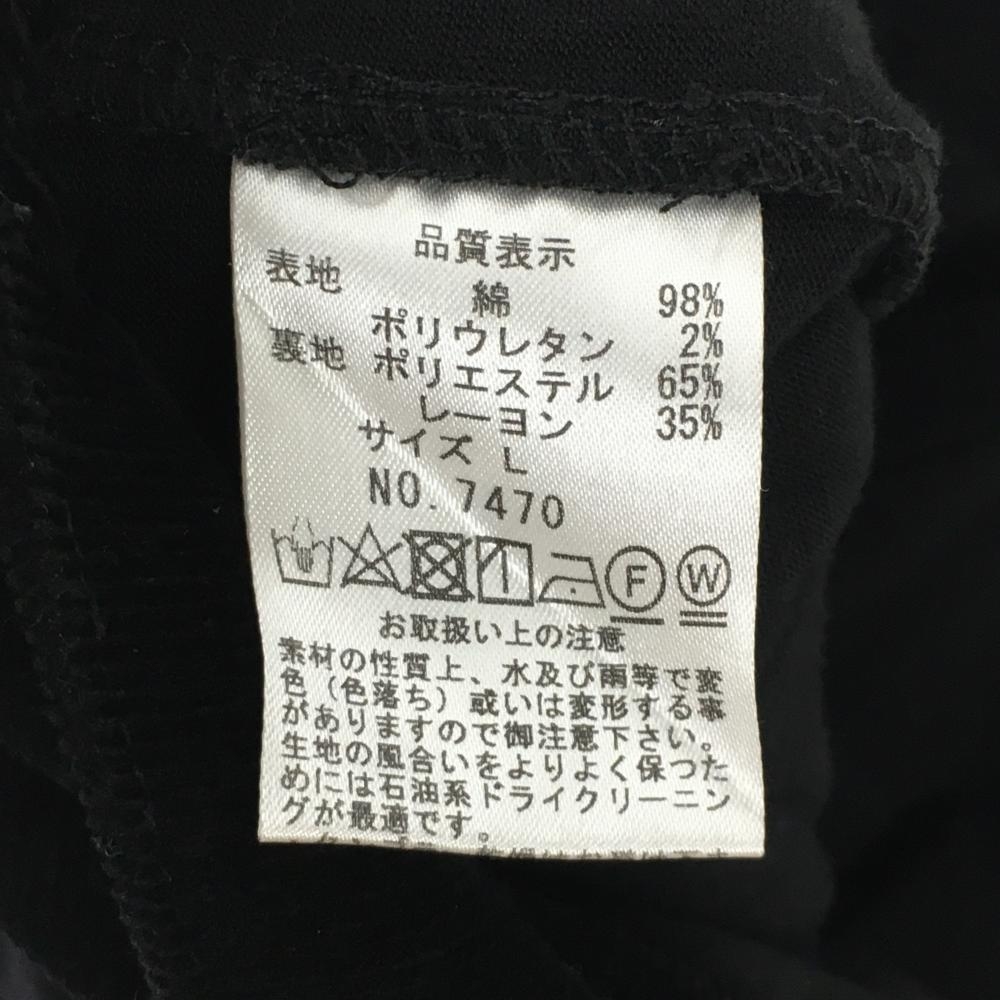 品質表示
表地 綿 98%
ポリウレタン 2%
裏地 ポリエステル 65%
レーヨン 35%
サイズ L
NO. 7470
F W
お取扱い上の注意
素材の性質上、水及び雨等で変
色（色落ち）或いは変形する事
がありますので御注意下さい。
生地の風合いをよりよく保つた
めには石油系ドライクリーニン
グが最適です。